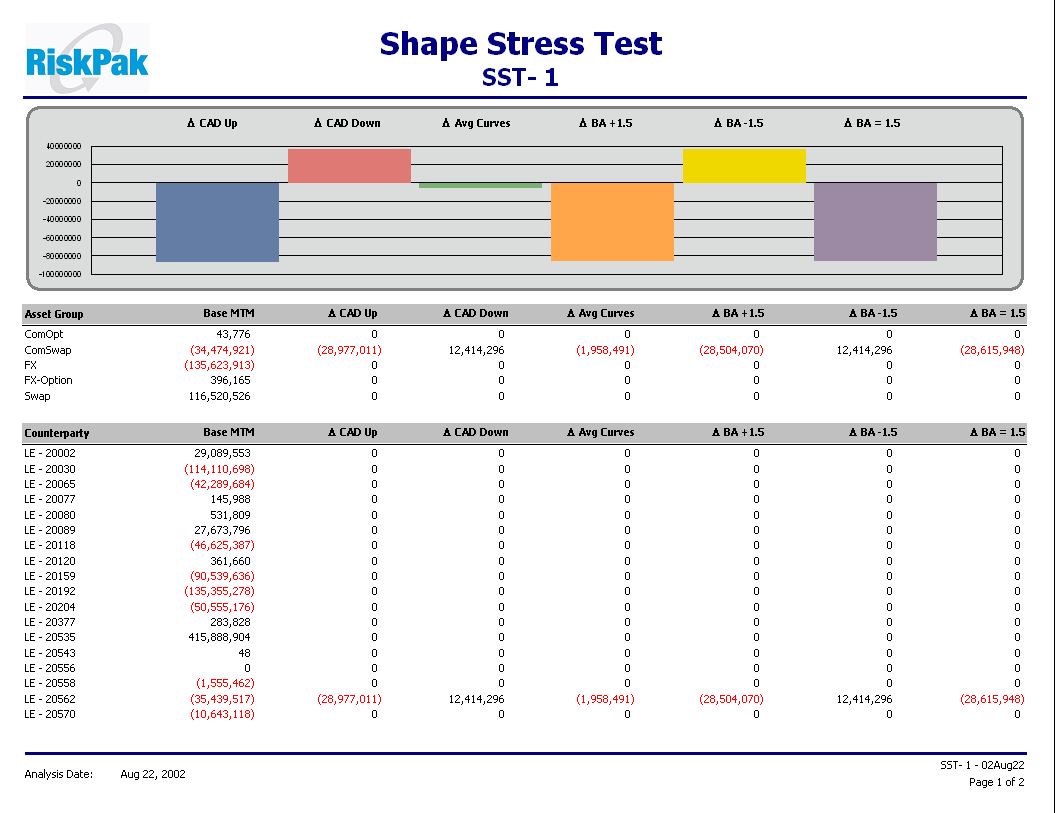 RiskPak
Shape Stress Test
SST- 1
Δ CAD Up Δ CAD Down Δ Avg Curves Δ BA +1.5 Δ BA -1.5 Δ BA = 1.5
40000000
20000000
0
-20000000
-40000000
-60000000
-80000000
-100000000
Asset Group Base MTM Δ CAD Up Δ CAD Down Δ Avg Curves Δ BA +1.5 Δ BA -1.5 Δ BA = 1.5
ComOpt 43,776 0 0 0 0 0 0
ComSwap (34,474,921) (28,977,011) 12,414,296 (1,958,491) (28,504,070) 12,414,296 (28,615,948)
FX (135,623,913) 0 0 0 0 0 0
FX-Option 396,165 0 0 0 0 0 0
Swap 116,520,526 0 0 0 0 0 0
Counterparty Base MTM Δ CAD Up Δ CAD Down Δ Avg Curves Δ BA +1.5 Δ BA -1.5 Δ BA = 1.5
LE - 20002 29,089,553 0 0 0 0 0 0
LE - 20030 (114,110,698) 0 0 0 0 0 0
LE - 20065 (42,289,684) 0 0 0 0 0 0
LE - 20077 145,988 0 0 0 0 0 0
LE - 20080 531,809 0 0 0 0 0 0
LE - 20089 27,673,796 0 0 0 0 0 0
LE - 20118 (46,625,387) 0 0 0 0 0 0
LE - 20120 361,660 0 0 0 0 0 0
LE - 20159 (90,539,636) 0 0 0 0 0 0
LE - 20192 (135,355,278) 0 0 0 0 0 0
LE - 20204 (50,555,176) 0 0 0 0 0 0
LE - 20377 283,828 0 0 0 0 0 0
LE - 20535 415,888,904 0 0 0 0 0 0
LE - 20543 48 0 0 0 0 0 0
LE - 20556 0 0 0 0 0 0 0
LE - 20558 (1,555,462) 0 0 0 0 0 0
LE - 20562 (35,439,517) (28,977,011) 12,414,296 (1,958,491) (28,504,070) 12,414,296 (28,615,948)
LE - 20570 (10,643,118) 0 0 0 0 0 0
Analysis Date: Aug 22, 2002
SST- 1 - 02Aug22
Page 1 of 2